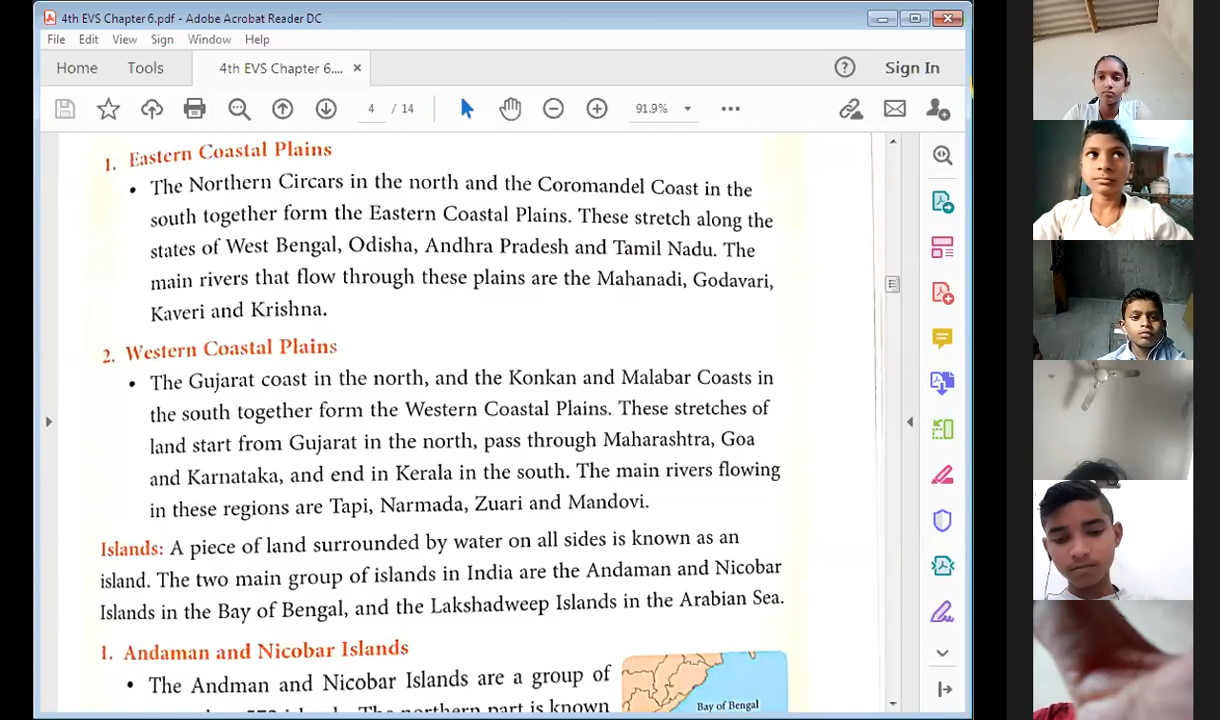 4th EVS Chapter 6.pdf - Adobe Acrobat Reader DC
File Edit View Sign Window Help
Home Tools 4th EVS Chapter 6.... × Sign In
4 / 14 91.9%
1. Eastern Coastal Plains
• The Northern Circars in the north and the Coromandel Coast in the
south together form the Eastern Coastal Plains. These stretch along the
states of West Bengal, Odisha, Andhra Pradesh and Tamil Nadu. The
main rivers that flow through these plains are the Mahanadi, Godavari,
Kaveri and Krishna.
2. Western Coastal Plains
• The Gujarat coast in the north, and the Konkan and Malabar Coasts in
the south together form the Western Coastal Plains. These stretches of
land start from Gujarat in the north, pass through Maharashtra, Goa
and Karnataka, and end in Kerala in the south. The main rivers flowing
in these regions are Tapi, Narmada, Zuari and Mandovi.
Islands: A piece of land surrounded by water on all sides is known as an
island. The two main group of islands in India are the Andaman and Nicobar
Islands in the Bay of Bengal, and the Lakshadweep Islands in the Arabian Sea.
1. Andaman and Nicobar Islands
• The Andman and Nicobar Islands are a group of
Bay of Bengal
islands. The northern part is known